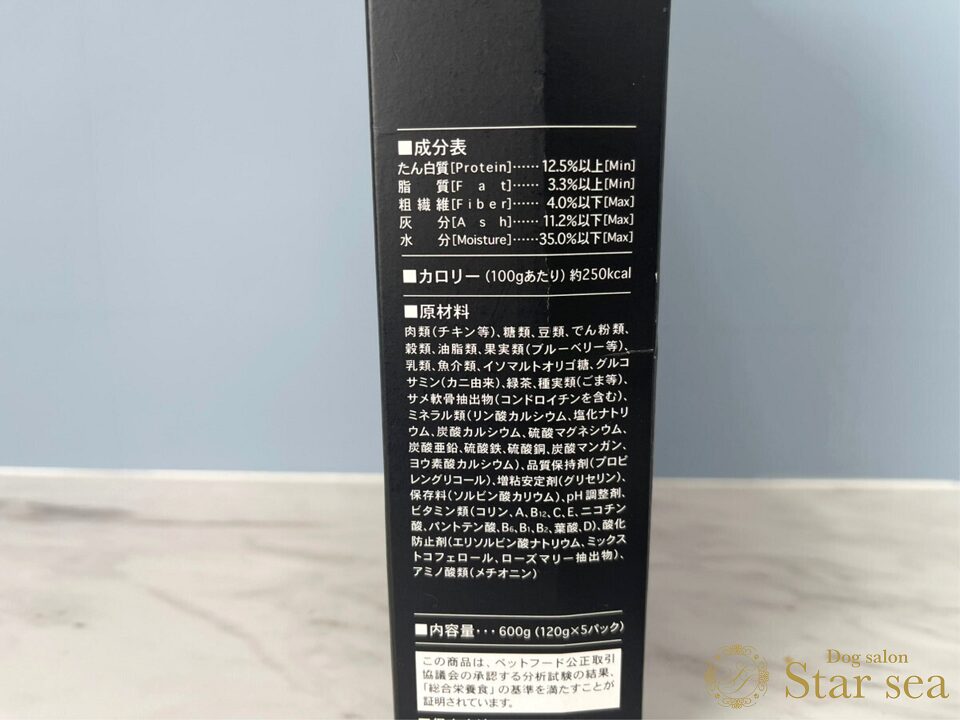 ■成分表
たん白質[Protein]……12.5%以上[Min]
脂　質[Fat]……3.3%以上[Min]
粗繊維[Fiber]……4.0%以下[Max]
灰　分[Ash]……11.2%以下[Max]
水　分[Moisture]……35.0%以下[Max]
■カロリー（100gあたり）約250kcal
■原材料
肉類（チキン等）、糖類、豆類、でん粉類、
穀類、油脂類、果実類（ブルーベリー等）、
乳類、魚介類、イソマルトオリゴ糖、グルコ
サミン（カニ由来）、緑茶、種実類（ごま等）、
サメ軟骨抽出物（コンドロイチンを含む）、
ミネラル類（リン酸カルシウム、塩化ナトリ
ウム、炭酸カルシウム、硫酸マグネシウム、
炭酸亜鉛、硫酸鉄、硫酸銅、炭酸マンガン、
ヨウ素酸カルシウム）、品質保持剤（プロピ
レングリコール）、増粘安定剤（グリセリン）、
保存料（ソルビン酸カリウム）、pH調整剤、
ビタミン類（コリン、A、B12、C、E、ニコチン
酸、パントテン酸、B6、B1、B2、葉酸、D）、酸化
防止剤（エリソルビン酸ナトリウム、ミックス
トコフェロール、ローズマリー抽出物）、
アミノ酸類（メチオニン）
■内容量・・・600g（120g×5パック）
この商品は、ペットフード公正取引
協議会の承認する分析試験の結果、
「総合栄養食」の基準を満たすことが
証明されています。
Dog salon
Star sea